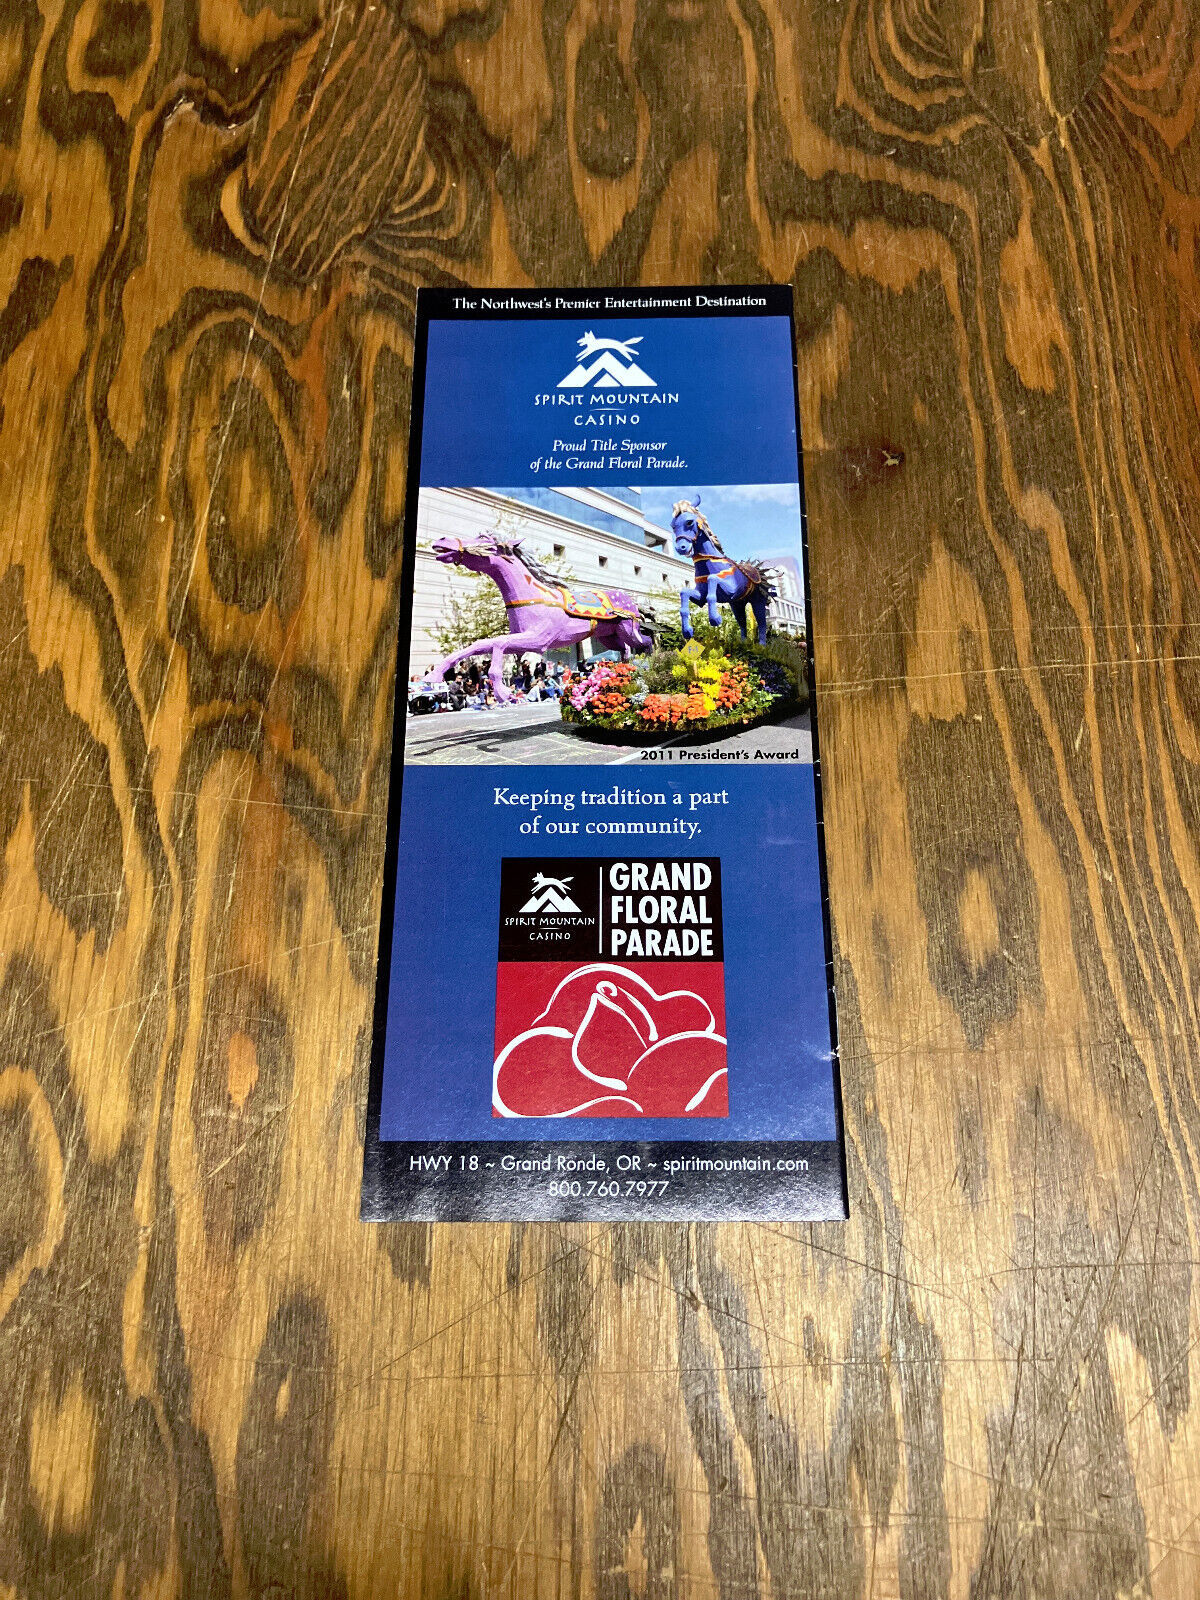 The Northwest's Premier Entertainment Destination
SPIRIT MOUNTAIN
CASINO
Proud Title Sponsor
of the Grand Floral Parade.
2011 President's Award
Keeping tradition a part
of our community.
SPIRIT MOUNTAIN
CASINO
GRAND
FLORAL
PARADE
HWY 18 ~ Grand Ronde, OR ~ spiritmountain.com
800.760.7977